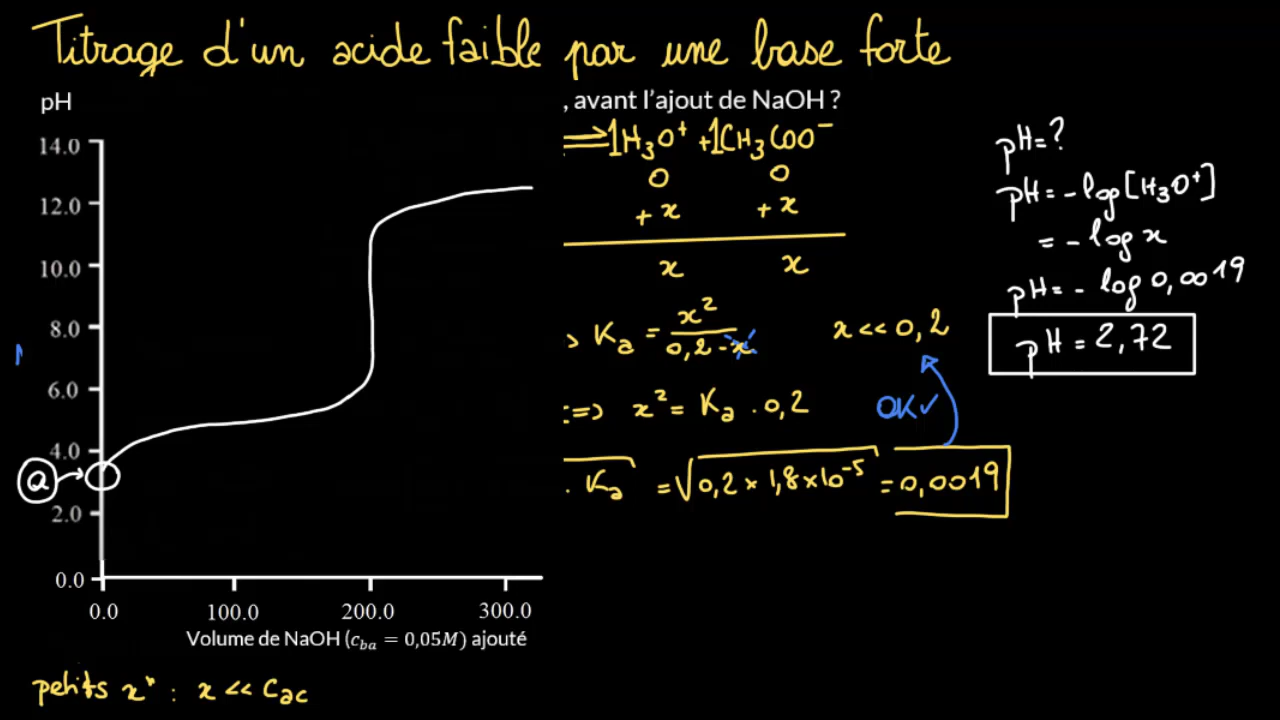 Titrage d'un acide faible par une base forte
pH
, avant l'ajout de NaOH ?
⇌ 1H₃O⁺ + 1CH₃COO⁻
0 0
+x +x
x x
pH = ?
pH = - log [H₃O⁺]
= - log x
pH = - log 0,0019
pH = 2,72
Kₐ = x² / (0,2 - x)
x << 0,2
<=> x² = Kₐ . 0,2
OK ✓
. Kₐ = √(0,2 × 1,8 × 10⁻⁵) = 0,0019
14.0
12.0
10.0
8.0
6.0
4.0
a
2.0
0.0
0.0 100.0 200.0 300.0
Volume de NaOH (c_ba = 0,05M) ajouté
petits x" : x << Cac